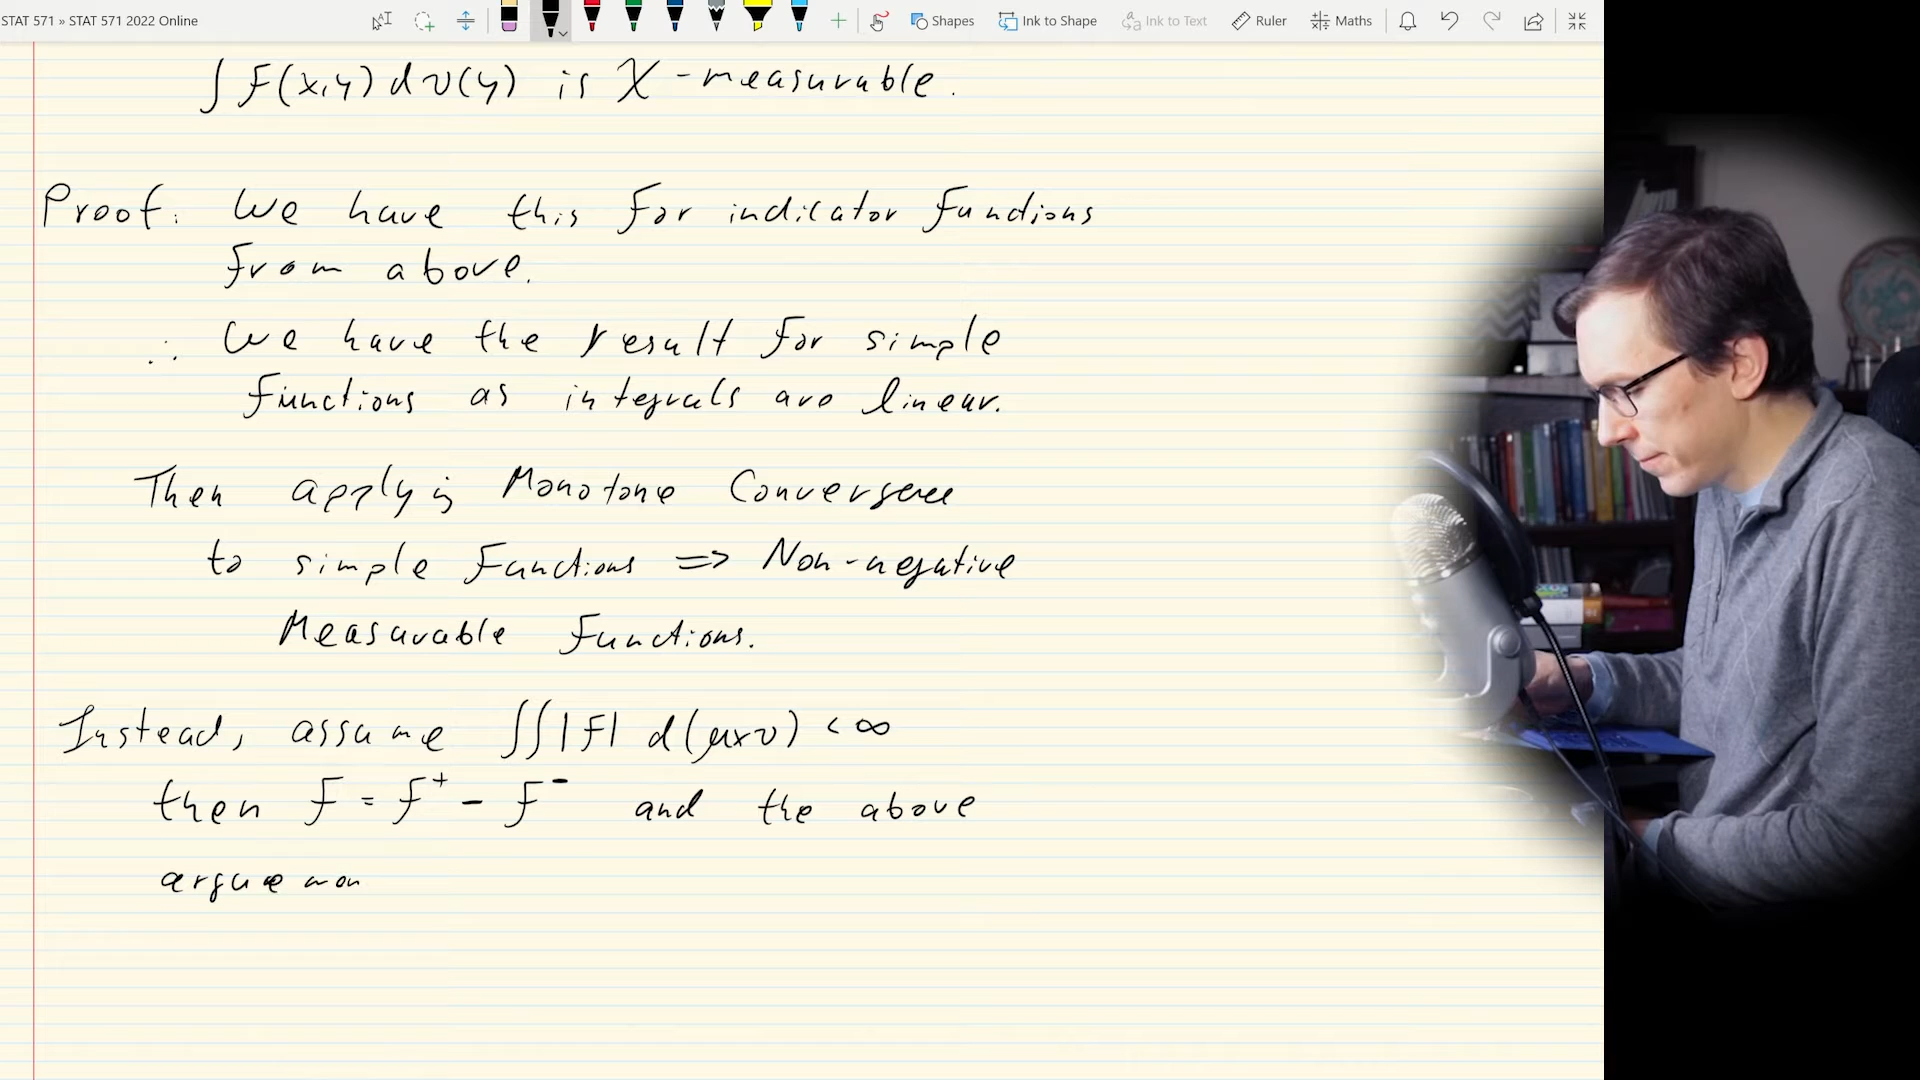 STAT 571 » STAT 571 2022 Online
Shapes
Ink to Shape
Ink to Text
Ruler
Maths
∫ f(x,y) dν(y) is X-measurable.
Proof: We have this for indicator functions
from above.
∴ We have the result for simple
functions as integrals are linear.
Then applying Monotone Convergence
to simple functions => Non-negative
Measurable functions.
Instead, assume ∫∫|f| d(μ×ν) < ∞
then f = f⁺ - f⁻ and the above